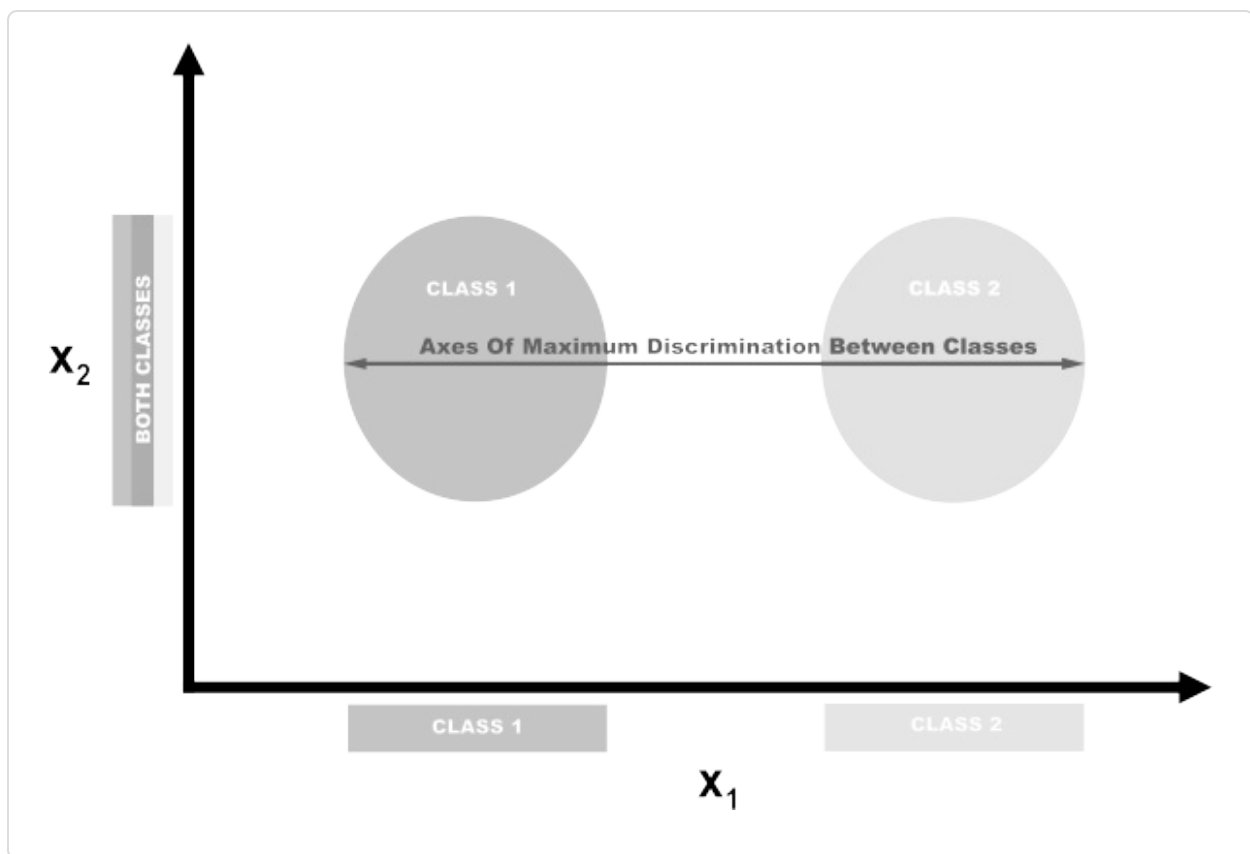 CLASS 1
CLASS 2
Axes Of Maximum Discrimination Between Classes
X2
BOTH CLASSES
CLASS 1
CLASS 2
X1